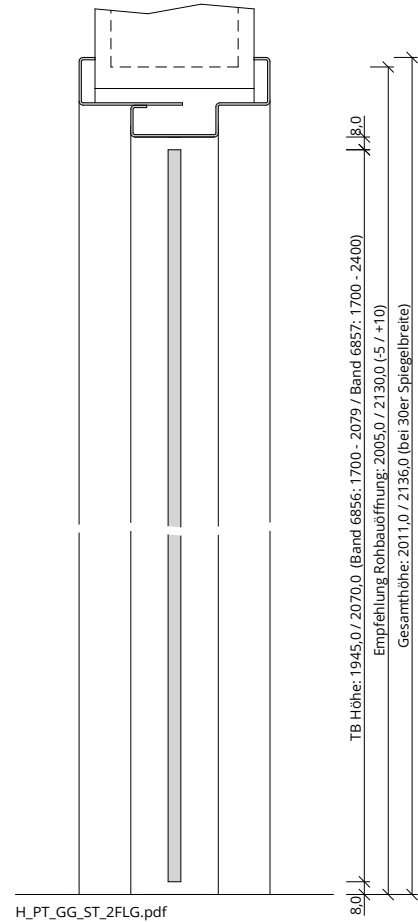 8,0
TB Höhe: 1945,0 / 2070,0 (Band 6856: 1700 - 2079 / Band 6857: 1700 - 2400)
Empfehlung Rohbauöffnung: 2005,0 / 2130,0 (-5 / +10)
Gesamthöhe: 2011,0 / 2136,0 (bei 30er Spiegelbreite)
8,0
H_PT_GG_ST_2FLG.pdf